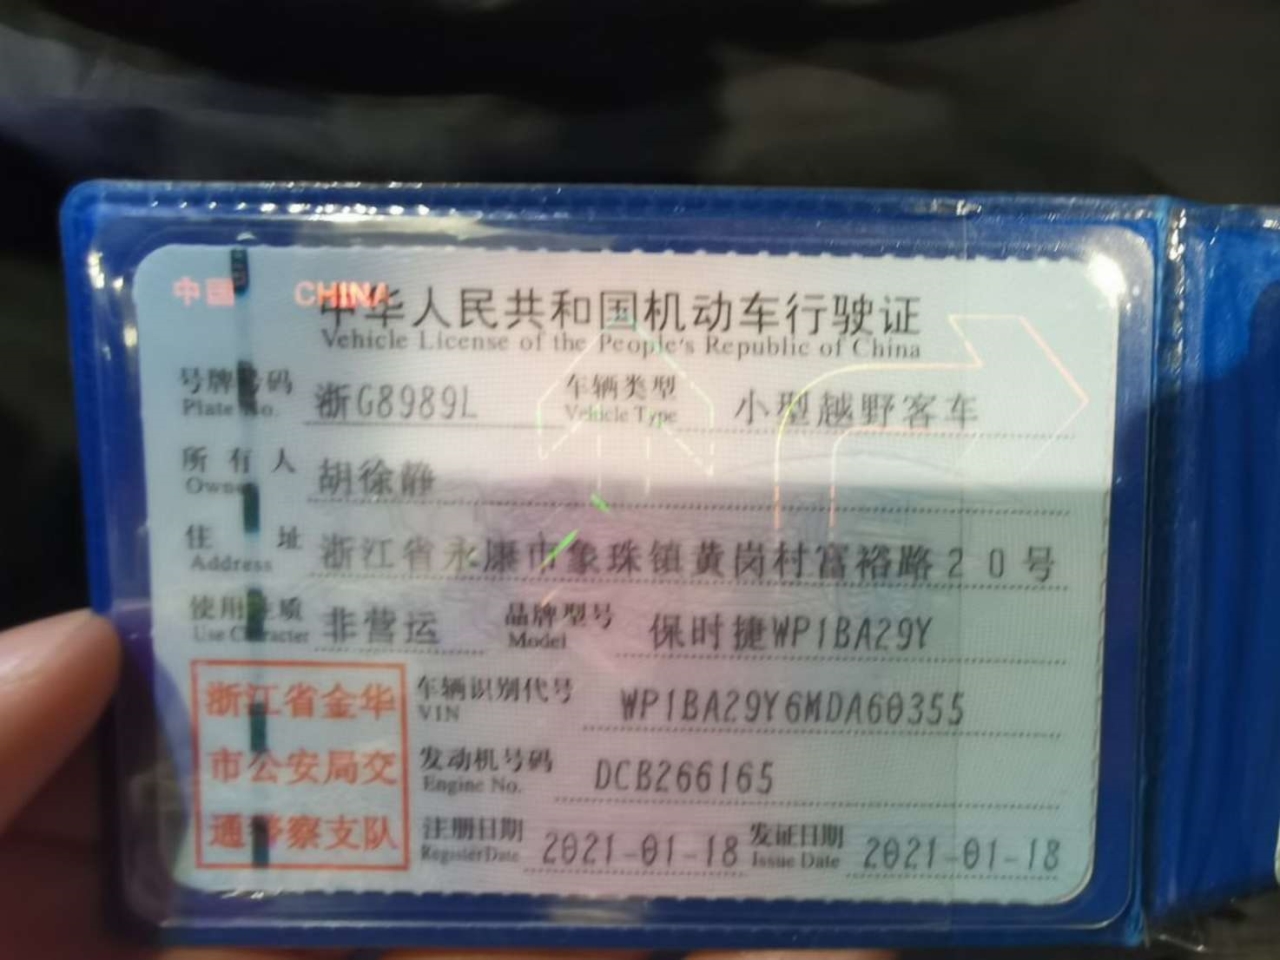 中国 CHINA
中华人民共和国机动车行驶证
Vehicle License of the People's Republic of China
号牌号码 浙G8989L 车辆类型 小型越野客车
Plate No. Vehicle Type
所有人 胡徐静
Owner
住址 浙江省永康市象珠镇黄岗村富裕路20号
Address
使用性质 非营运 品牌型号 保时捷WP1BA29Y
Use Character Model
浙江省金华
市公安局交
通警察支队
车辆识别代号 WP1BA29Y6MDA60355
VIN
发动机号码 DCB266165
Engine No.
注册日期 2021-01-18 发证日期 2021-01-18
Register Date Issue Date